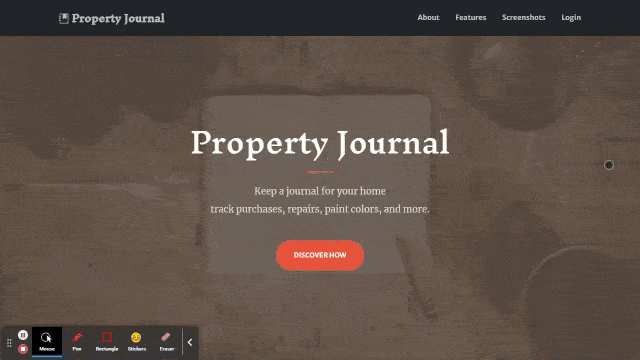 Property Journal
About Features Screenshots Login
Property Journal
Keep a journal for your home
track purchases, repairs, paint colors, and more.
DISCOVER HOW
Mouse Pen Rectangle Stickers Eraser